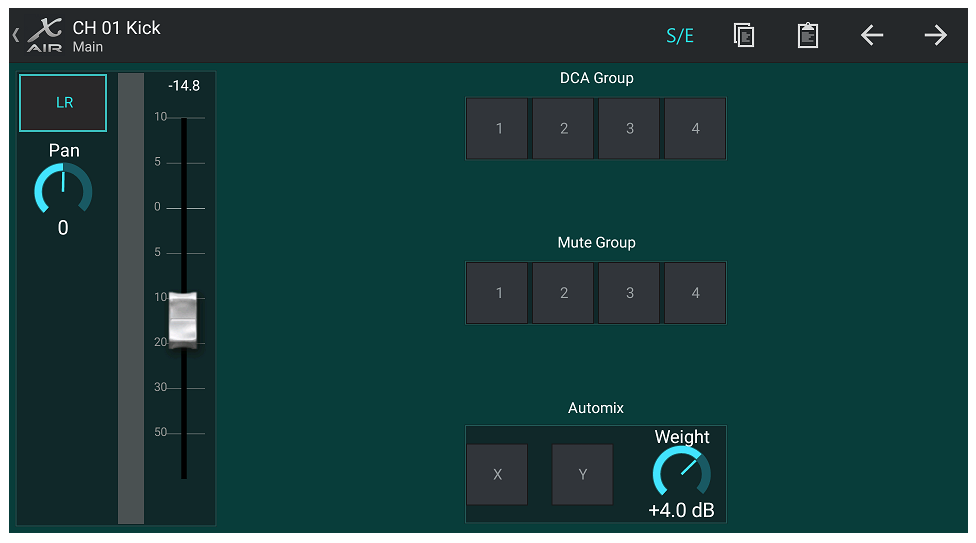 X AIR
CH 01 Kick
Main
S/E
LR
Pan
0
-14.8
10
5
0
5
10
20
30
50
DCA Group
1 2 3 4
Mute Group
1 2 3 4
Automix
X Y
Weight
+4.0 dB